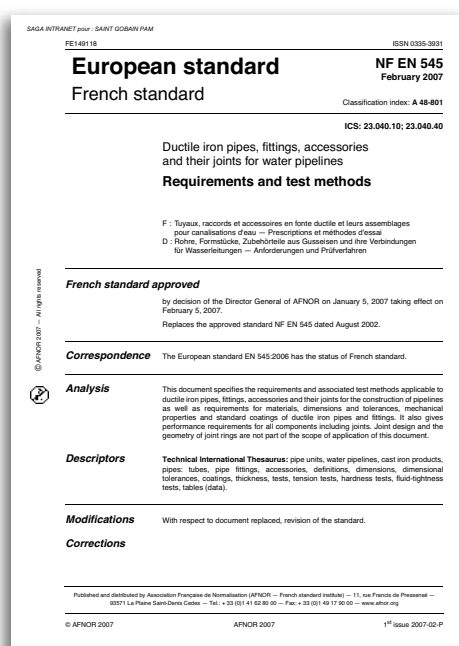 SAGA INTRANET pour : SAINT GOBAIN PAM
FE149118 ISSN 0335-3931
European standard
French standard
NF EN 545
February 2007
Classification index: A 48-801
ICS: 23.040.10; 23.040.40
Ductile iron pipes, fittings, accessories
and their joints for water pipelines
Requirements and test methods
F : Tuyaux, raccords et accessoires en fonte ductile et leurs assemblages
pour canalisations d'eau — Prescriptions et méthodes d'essai
D : Rohre, Formstücke, Zubehörteile aus Gusseisen und ihre Verbindungen
für Wasserleitungen — Anforderungen und Prüfverfahren
© AFNOR 2007 — All rights reserved
French standard approved
by decision of the Director General of AFNOR on January 5, 2007 taking effect on
February 5, 2007.
Replaces the approved standard NF EN 545 dated August 2002.
Correspondence The European standard EN 545:2006 has the status of French standard.
Analysis This document specifies the requirements and associated test methods applicable to
ductile iron pipes, fittings, accessories and their joints for the construction of pipelines
as well as requirements for materials, dimensions and tolerances, mechanical
properties and standard coatings of ductile iron pipes and fittings. It also gives
performance requirements for all components including joints. Joint design and the
geometry of joint rings are not part of the scope of application of this document.
Descriptors Technical International Thesaurus: pipe units, water pipelines, cast iron products,
pipes: tubes, pipe fittings, accessories, definitions, dimensions, dimensional
tolerances, coatings, thickness, tests, tension tests, hardness tests, fluid-tightness
tests, tables (data).
Modifications With respect to document replaced, revision of the standard.
Corrections
Published and distributed by Association Française de Normalisation (AFNOR — French standard institute) — 11, rue Francis de Pressensé —
93571 La Plaine Saint-Denis Cedex — Tel.: + 33 (0)1 41 62 80 00 — Fax: + 33 (0)1 49 17 90 00 — www.afnor.org
© AFNOR 2007 AFNOR 2007 1st issue 2007-02-P